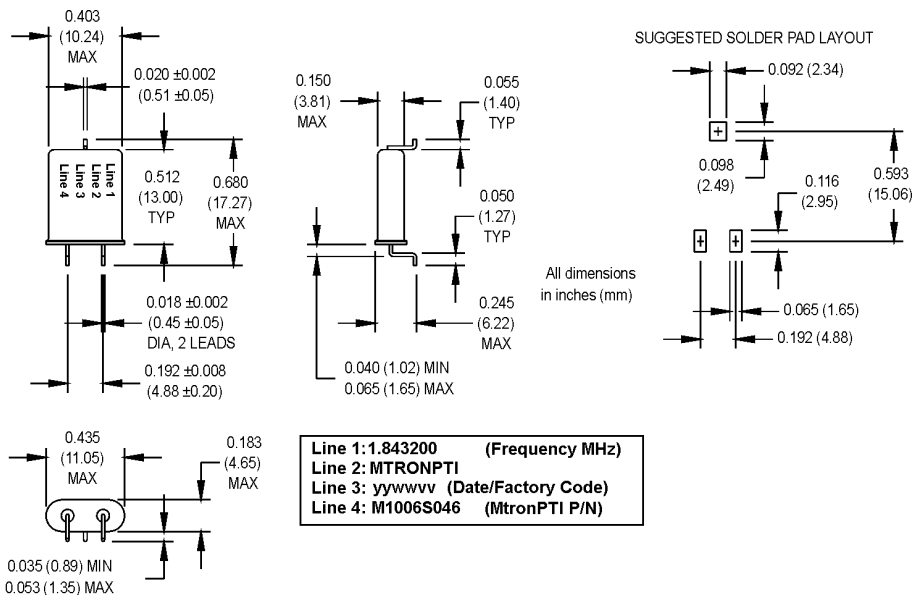 0.403
(10.24)
MAX
0.020 ±0.002
(0.51 ±0.05)
Line 1
Line 2
Line 3
Line 4
0.512
(13.00)
TYP
0.680
(17.27)
MAX
0.018 ±0.002
(0.45 ±0.05)
DIA, 2 LEADS
0.192 ±0.008
(4.88 ±0.20)
0.150
(3.81)
MAX
0.055
(1.40)
TYP
0.050
(1.27)
TYP
0.245
(6.22)
MAX
0.040 (1.02) MIN
0.065 (1.65) MAX
SUGGESTED SOLDER PAD LAYOUT
0.092 (2.34)
0.098
(2.49)
0.593
(15.06)
0.116
(2.95)
0.065 (1.65)
0.192 (4.88)
All dimensions
in inches (mm)
0.435
(11.05)
MAX
0.183
(4.65)
MAX
0.035 (0.89) MIN
0.053 (1.35) MAX
Line 1:1.843200 (Frequency MHz)
Line 2: MTRONPTI
Line 3: yywwvv (Date/Factory Code)
Line 4: M1006S046 (MtronPTI P/N)